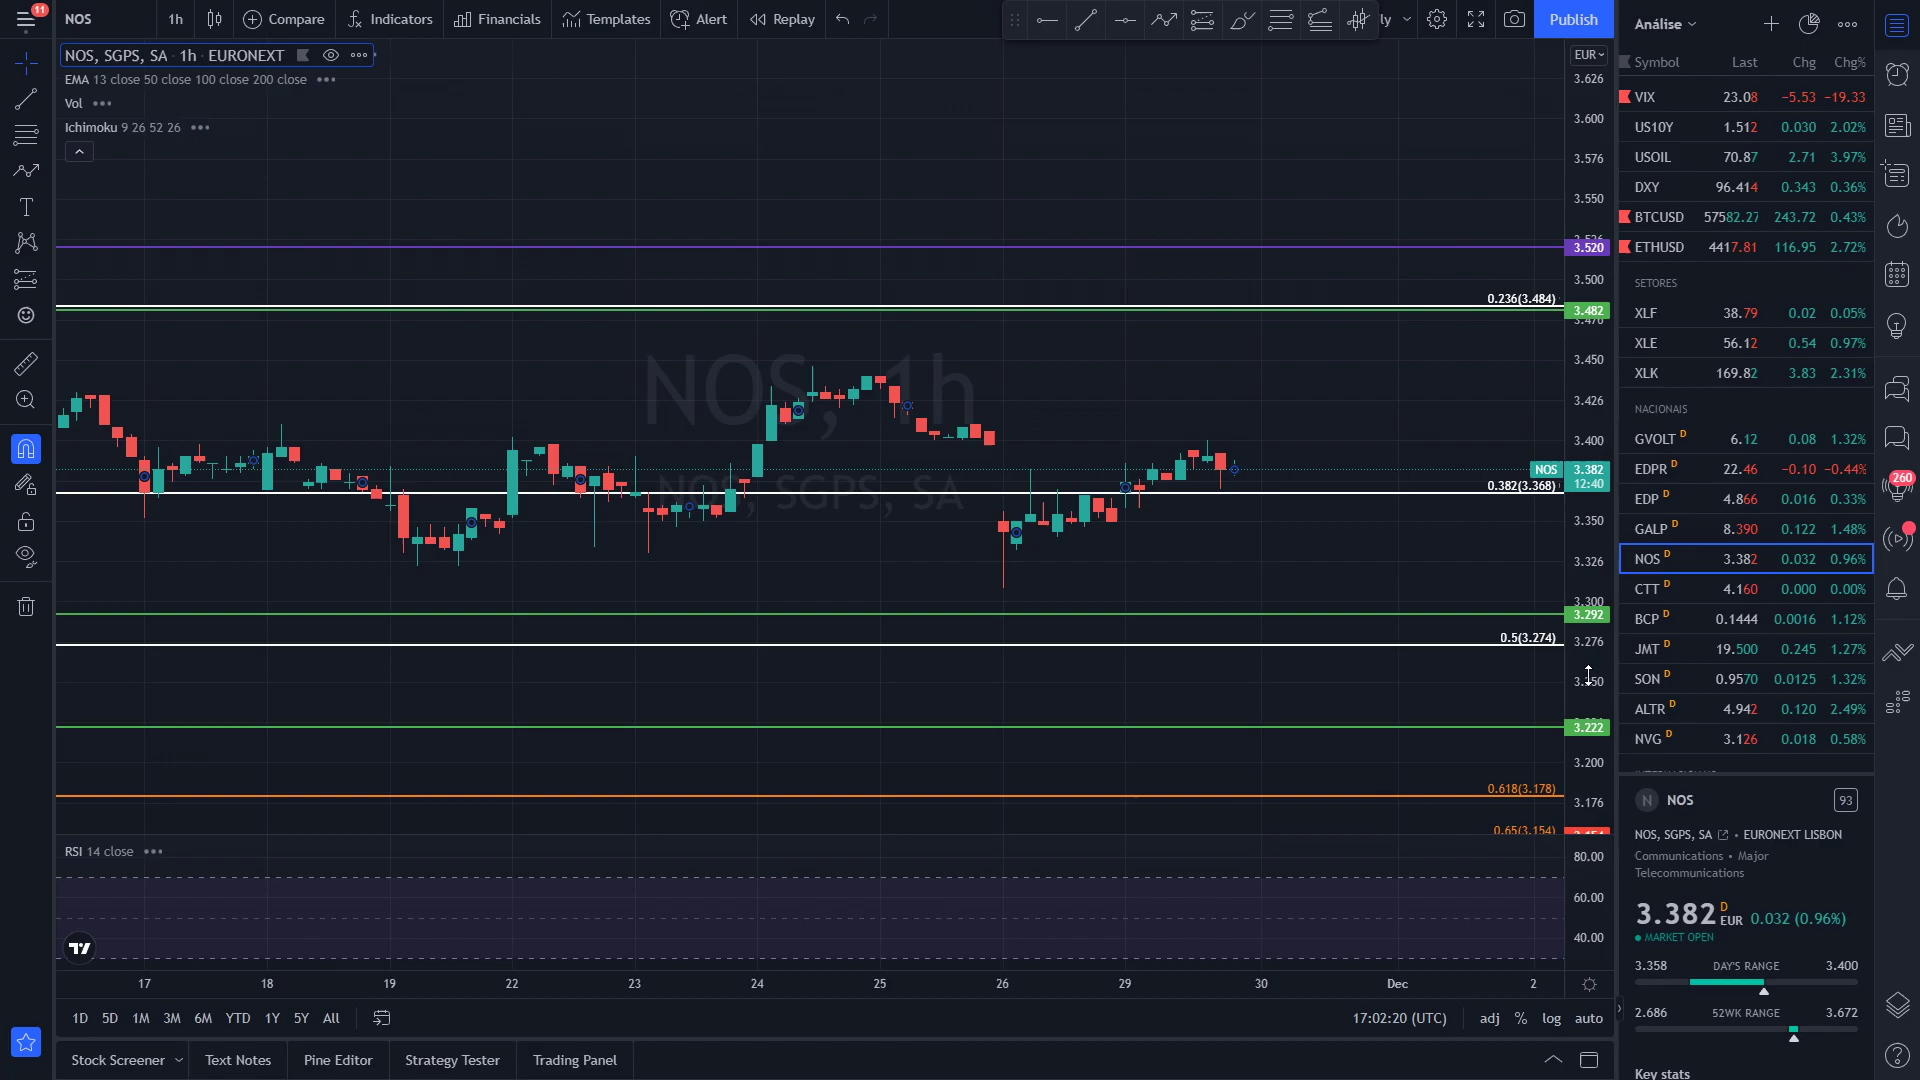 11
NOS
1h
Compare
Indicators
Financials
Templates
Alert
Replay
ly
Publish
NOS, SGPS, SA · 1h · EURONEXT
EMA 13 close 50 close 100 close 200 close
Vol
Ichimoku 9 26 52 26
NOS, 1h
NOS, SGPS, SA
EUR
3.626
3.600
3.576
3.550
3.520
3.500
0.236(3.484)
3.482
3.450
3.426
3.400
NOS 3.382
12:40
0.382(3.368)
3.350
3.326
3.300
3.292
0.5(3.274)
3.276
3.222
3.200
0.618(3.178)
3.176
0.65(3.154)
RSI 14 close
80.00
60.00
40.00
17 18 19 22 23 24 25 26 29 30 Dec 2
1D 5D 1M 3M 6M YTD 1Y 5Y All
17:02:20 (UTC)
adj % log auto
Stock Screener
Text Notes
Pine Editor
Strategy Tester
Trading Panel
Análise
Symbol Last Chg Chg%
VIX 23.08 −5.53 −19.33
US10Y 1.512 0.030 2.02%
USOIL 70.87 2.71 3.97%
DXY 96.414 0.343 0.36%
BTCUSD 57582.27 243.72 0.43%
ETHUSD 4417.81 116.95 2.72%
SETORES
XLF 38.79 0.02 0.05%
XLE 56.12 0.54 0.97%
XLK 169.82 3.83 2.31%
NACIONAIS
GVOLT D 6.12 0.08 1.32%
EDPR D 22.46 −0.10 −0.44%
EDP D 4.866 0.016 0.33%
GALP D 8.390 0.122 1.48%
NOS D 3.382 0.032 0.96%
CTT D 4.160 0.000 0.00%
BCP D 0.1444 0.0016 1.12%
JMT D 19.500 0.245 1.27%
SON D 0.9570 0.0125 1.32%
ALTR D 4.942 0.120 2.49%
NVG D 3.126 0.018 0.58%
N NOS 93
NOS, SGPS, SA • EURONEXT LISBON
Communications • Major
Telecommunications
3.382 D EUR 0.032 (0.96%)
MARKET OPEN
3.358 DAY'S RANGE 3.400
2.686 52WK RANGE 3.672
Key stats
260